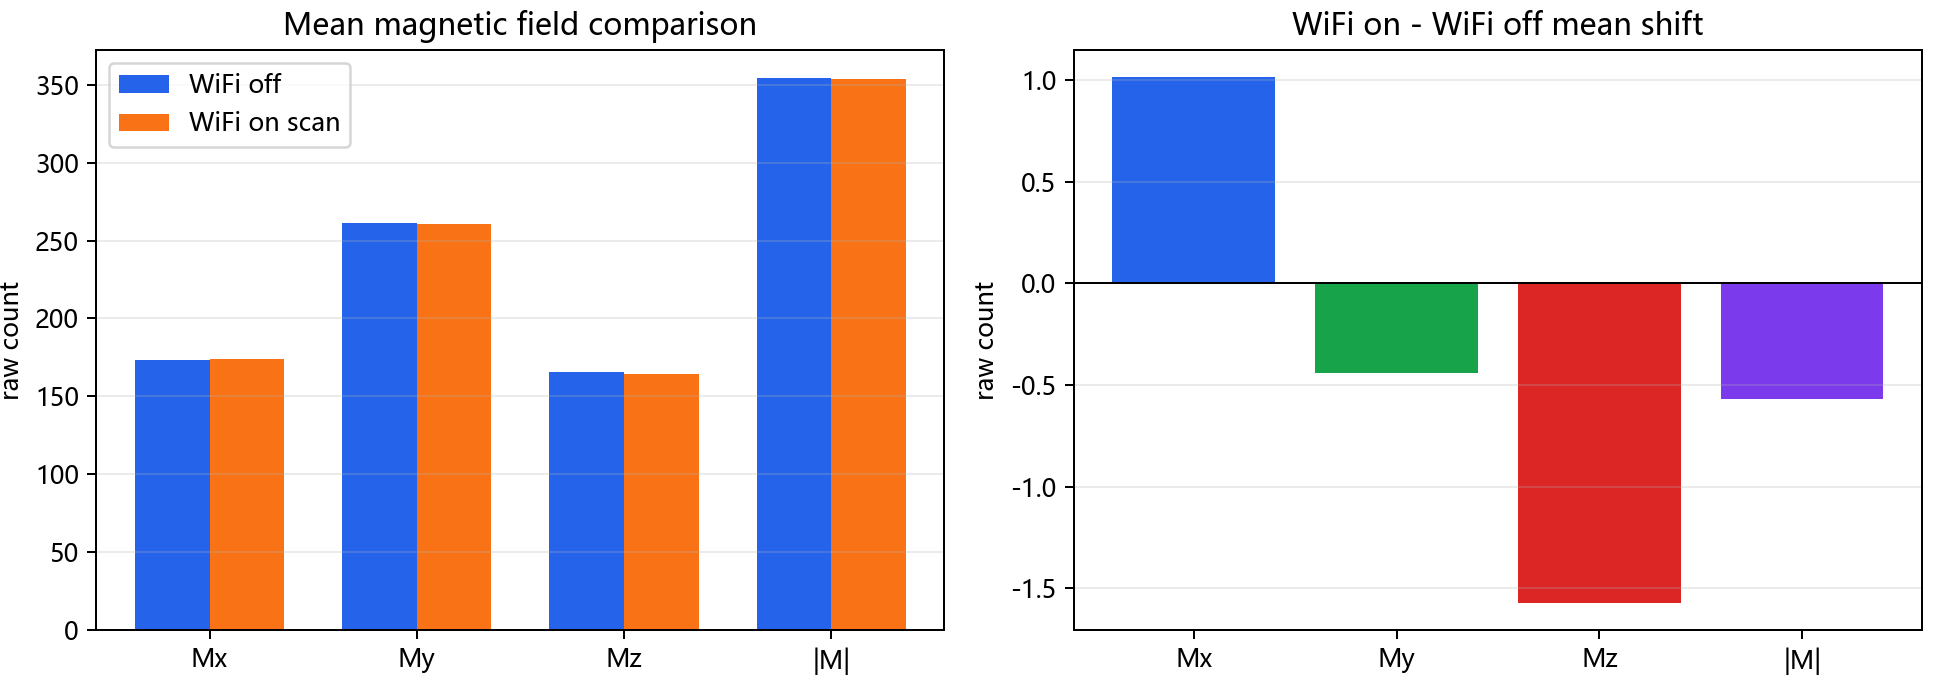 Mean magnetic field comparison
WiFi off
WiFi on scan
350
300
250
200
150
100
50
0
raw count
Mx My Mz |M|
WiFi on - WiFi off mean shift
1.0
0.5
0.0
-0.5
-1.0
-1.5
raw count
Mx My Mz |M|